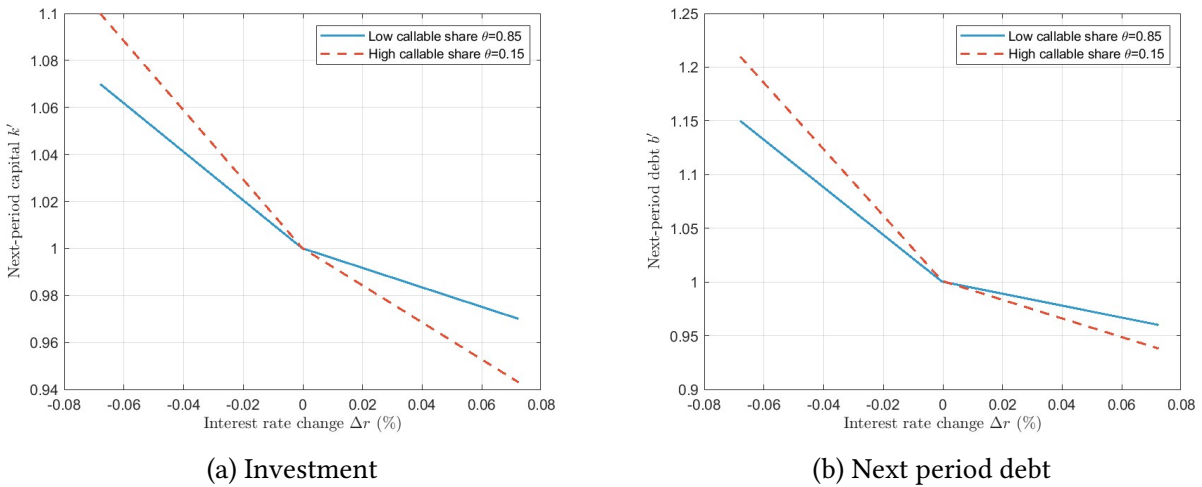 1.1
1.08
1.06
1.04
1.02
1
0.98
0.96
0.94
Next-period capital k′
Low callable share θ=0.85
High callable share θ=0.15
-0.08 -0.06 -0.04 -0.02 0 0.02 0.04 0.06 0.08
Interest rate change Δr (%)
(a) Investment
1.25
1.2
1.15
1.1
1.05
1
0.95
0.9
Next-period debt b′
Low callable share θ=0.85
High callable share θ=0.15
-0.08 -0.06 -0.04 -0.02 0 0.02 0.04 0.06 0.08
Interest rate change Δr (%)
(b) Next period debt